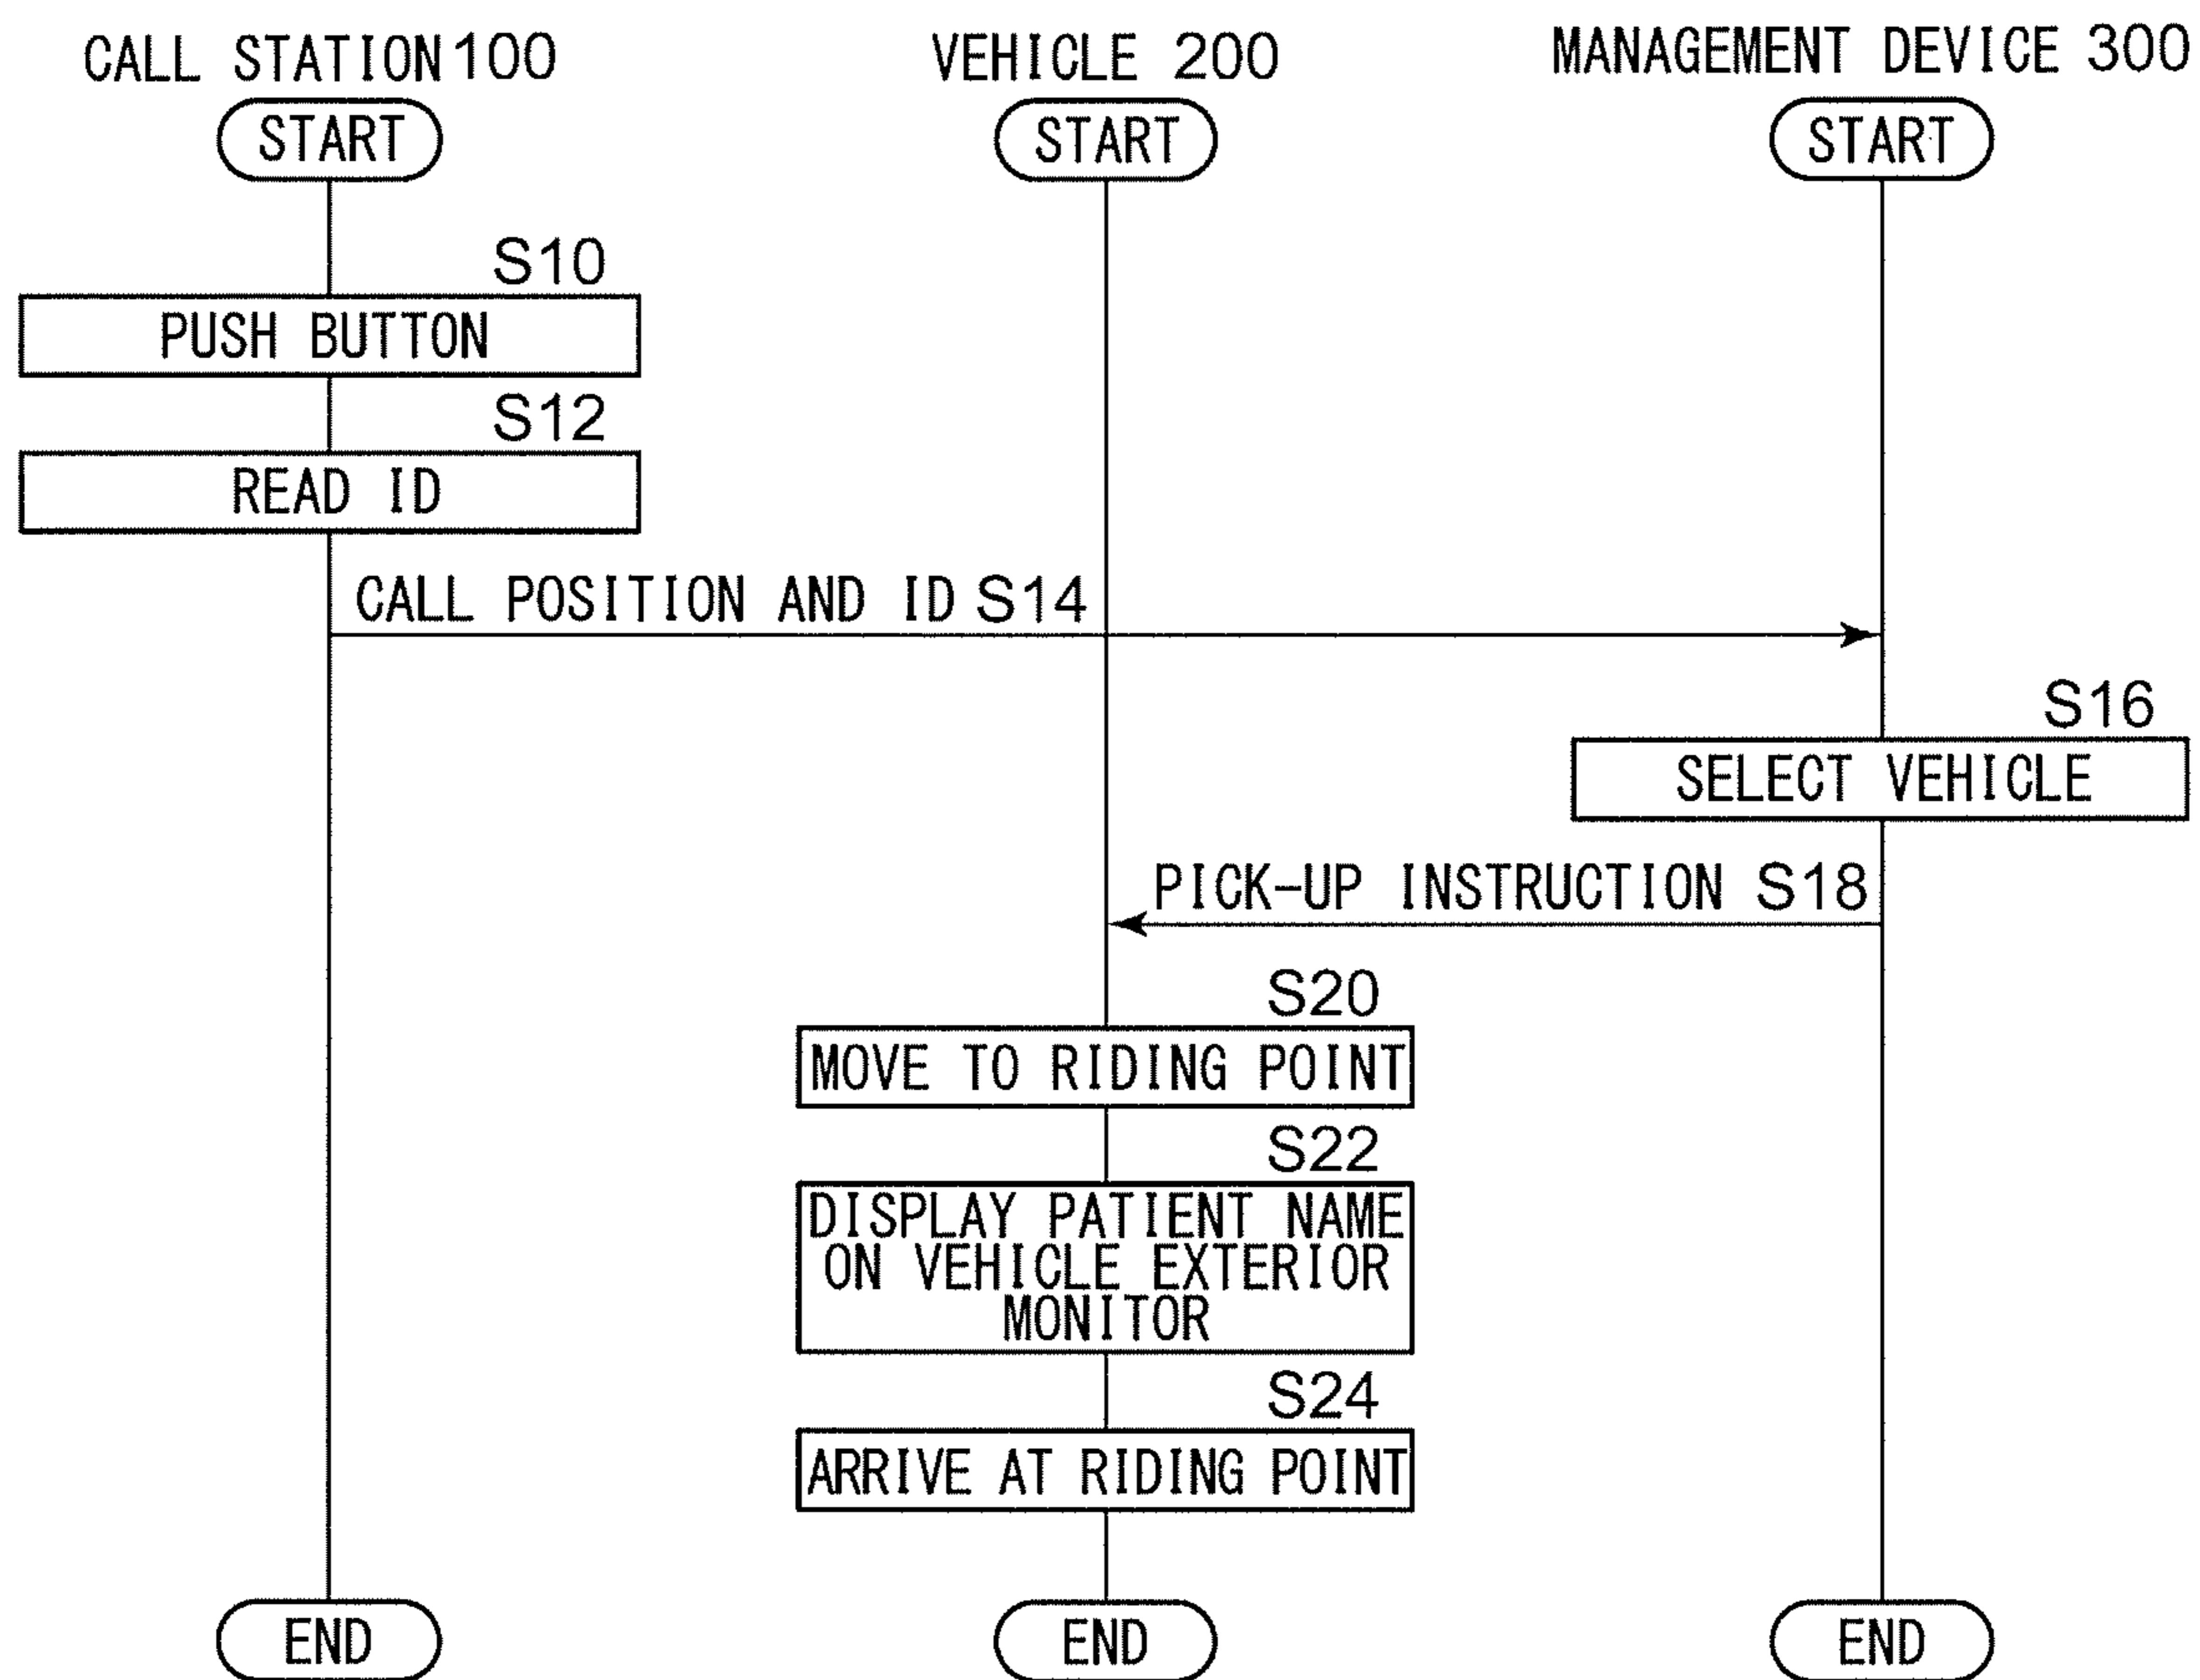 CALL STATION 100
VEHICLE 200
MANAGEMENT DEVICE 300
START
START
START
S10
PUSH BUTTON
S12
READ ID
CALL POSITION AND ID S14
S16
SELECT VEHICLE
PICK-UP INSTRUCTION S18
S20
MOVE TO RIDING POINT
S22
DISPLAY PATIENT NAME
ON VEHICLE EXTERIOR
MONITOR
S24
ARRIVE AT RIDING POINT
END
END
END